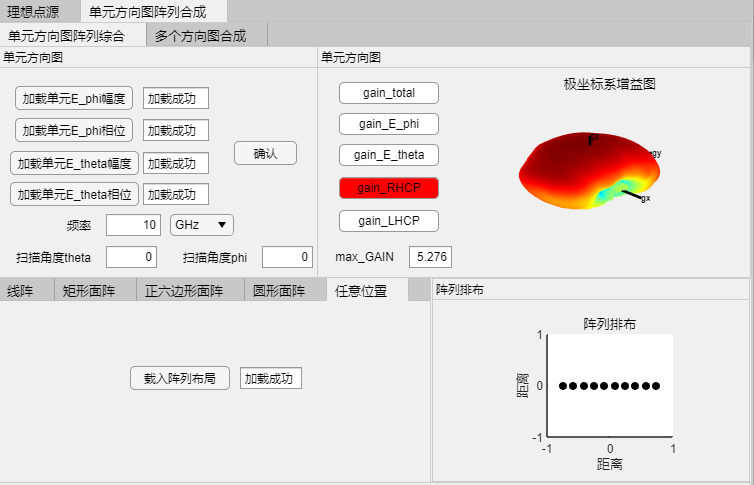 理想点源 单元方向图阵列合成
单元方向图阵列综合 多个方向图合成
单元方向图
加载单元E_phi幅度 加载成功
加载单元E_phi相位 加载成功
加载单元E_theta幅度 加载成功
加载单元E_theta相位 加载成功
确认
频率 10 GHz
扫描角度theta 0 扫描角度phi 0
单元方向图
gain_total
gain_E_phi
gain_E_theta
gain_RHCP
gain_LHCP
max_GAIN 5.276
极坐标系增益图
gz
gy
gx
线阵 矩形面阵 正六边形面阵 圆形面阵 任意位置
载入阵列布局 加载成功
阵列排布
阵列排布
1
0
-1
距离
-1 0 1
距离